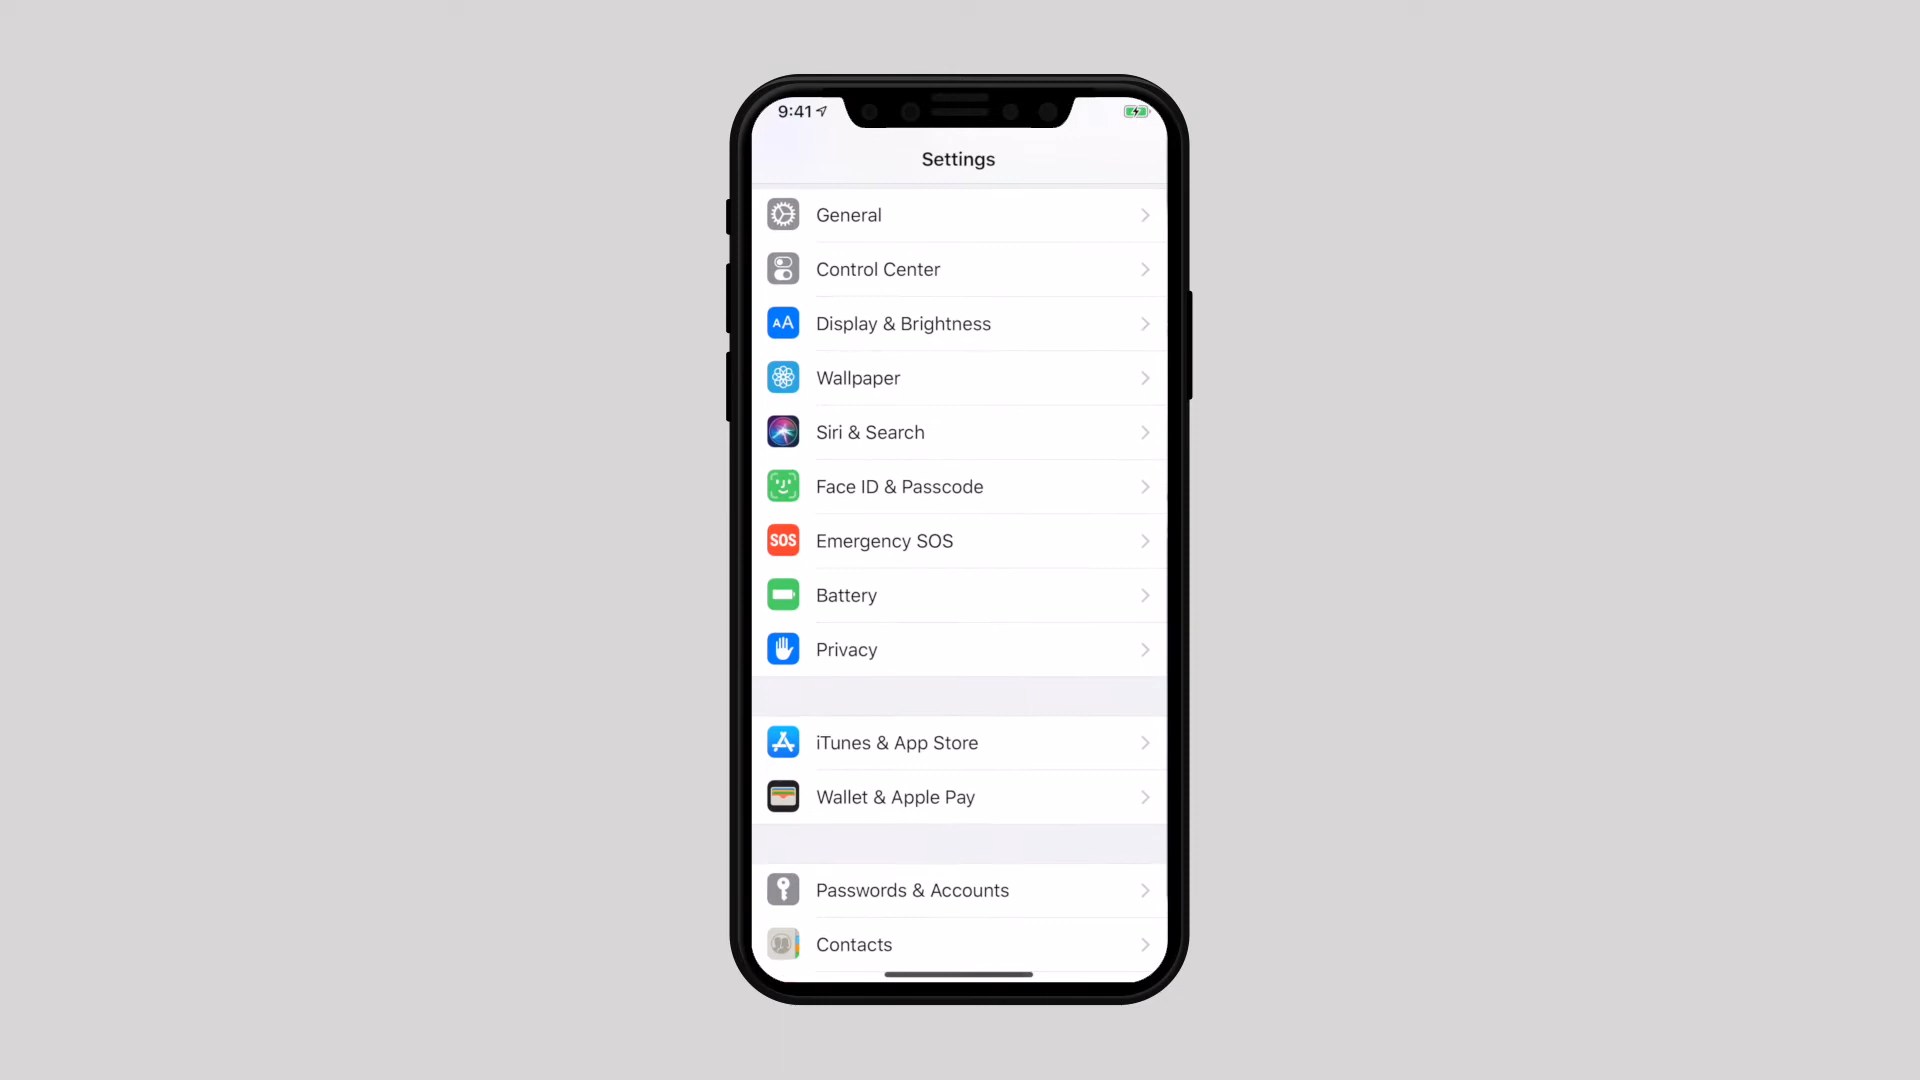 9:41
Settings
General
Control Center
AA Display & Brightness
Wallpaper
Siri & Search
Face ID & Passcode
SOS Emergency SOS
Battery
Privacy
iTunes & App Store
Wallet & Apple Pay
Passwords & Accounts
Contacts